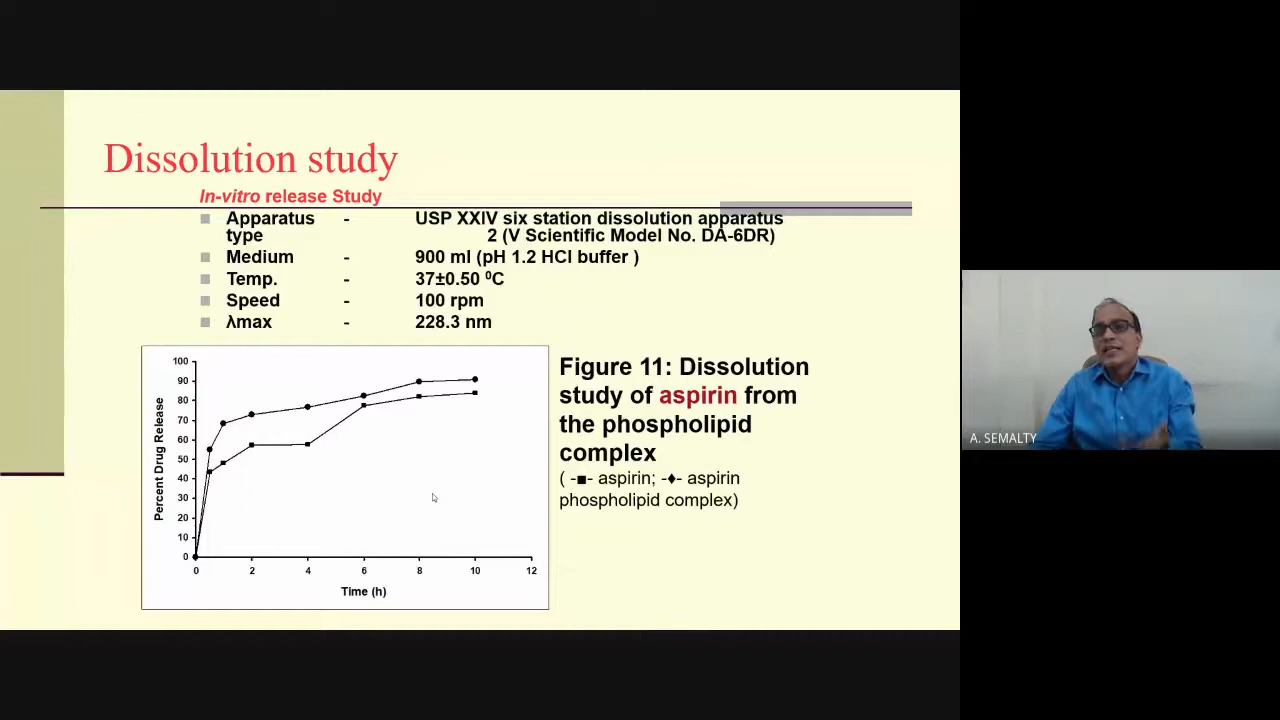 Dissolution study
In-vitro release Study
Apparatus - USP XXIV six station dissolution apparatus
type 2 (V Scientific Model No. DA-6DR)
Medium - 900 ml (pH 1.2 HCl buffer )
Temp. - 37±0.50 ⁰C
Speed - 100 rpm
λmax - 228.3 nm
100
90
80
70
60
50
40
30
20
10
0
Percent Drug Release
0 2 4 6 8 10 12
Time (h)
Figure 11: Dissolution
study of aspirin from
the phospholipid
complex
( -■- aspirin; -♦- aspirin
phospholipid complex)
A. SEMALTY